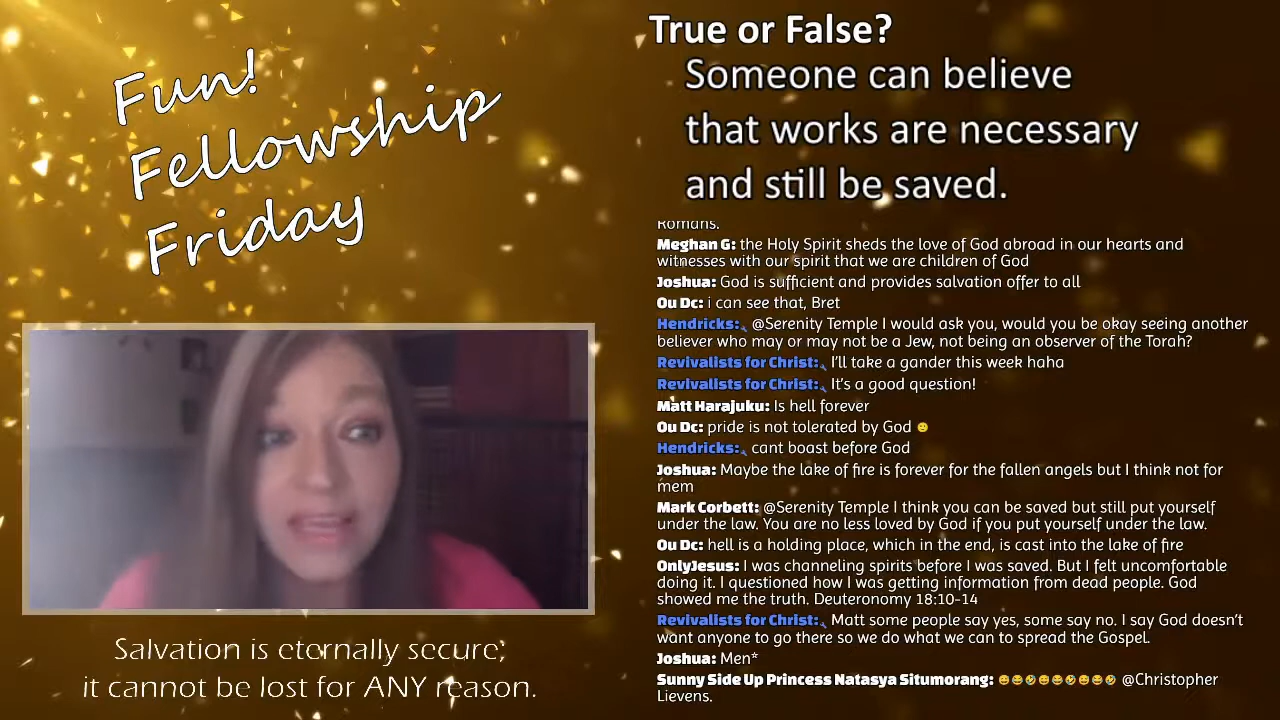 Fun!
Fellowship
Friday
Salvation is eternally secure;
it cannot be lost for ANY reason.
True or False?
Someone can believe
that works are necessary
and still be saved.
Romans.
Meghan G: the Holy Spirit sheds the love of God abroad in our hearts and
witnesses with our spirit that we are children of God
Joshua: God is sufficient and provides salvation offer to all
Ou Dc: i can see that, Bret
Hendricks: @Serenity Temple I would ask you, would you be okay seeing another
believer who may or may not be a Jew, not being an observer of the Torah?
Revivalists for Christ: I'll take a gander this week haha
Revivalists for Christ: It's a good question!
Matt Harajuku: Is hell forever
Ou Dc: pride is not tolerated by God 🙂
Hendricks: cant boast before God
Joshua: Maybe the lake of fire is forever for the fallen angels but I think not for
mem
Mark Corbett: @Serenity Temple I think you can be saved but still put yourself
under the law. You are no less loved by God if you put yourself under the law.
Ou Dc: hell is a holding place, which in the end, is cast into the lake of fire
OnlyJesus: I was channeling spirits before I was saved. But I felt uncomfortable
doing it. I questioned how I was getting information from dead people. God
showed me the truth. Deuteronomy 18:10-14
Revivalists for Christ: Matt some people say yes, some say no. I say God doesn't
want anyone to go there so we do what we can to spread the Gospel.
Joshua: Men*
Sunny Side Up Princess Natasya Situmorang: 😄😄🤣😄😄🤣😄😄🤣 @Christopher
Lievens.